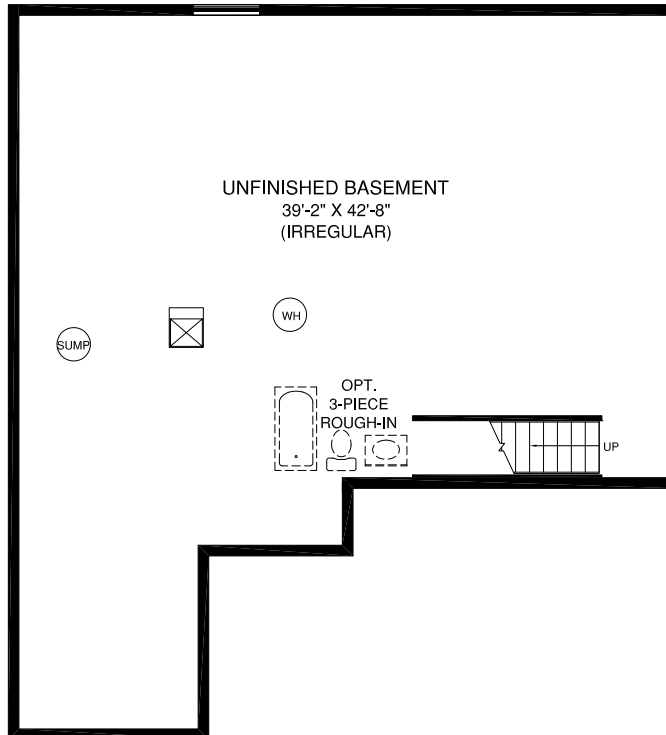 UNFINISHED BASEMENT
39'-2" X 42'-8"
(IRREGULAR)
WH
SUMP
OPT.
3-PIECE
ROUGH-IN
UP